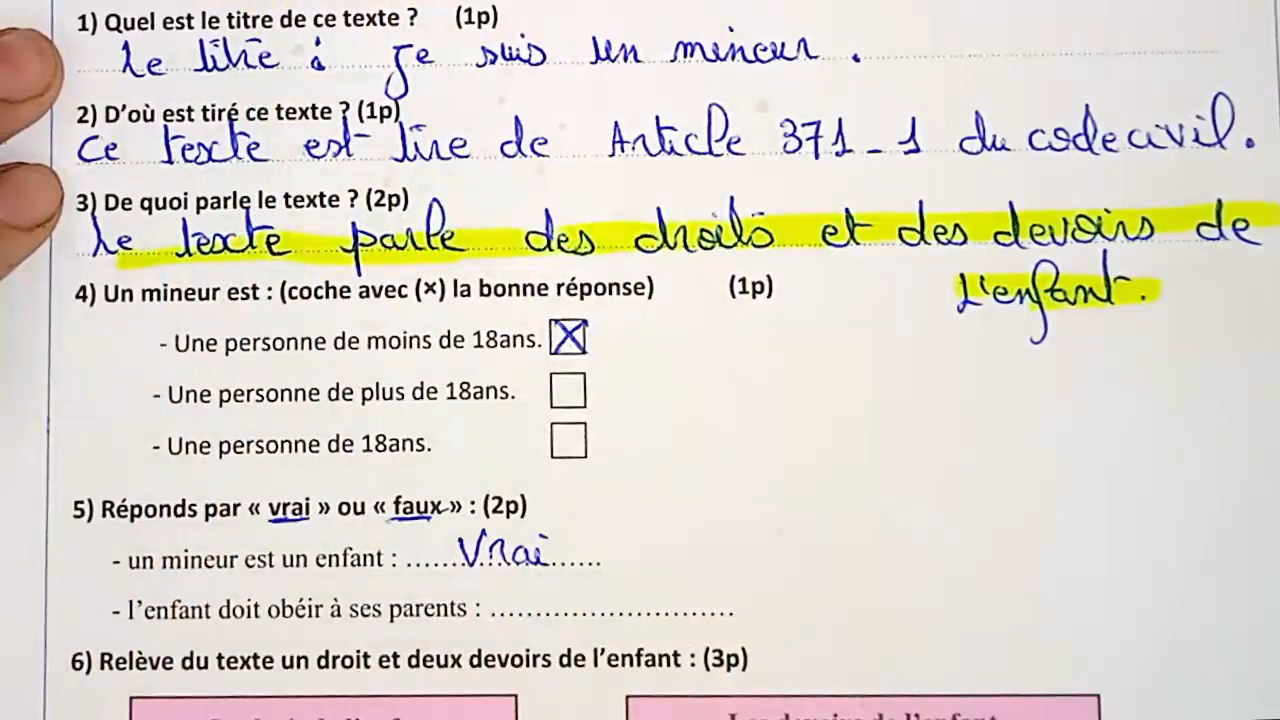 1) Quel est le titre de ce texte ? (1p)
Le titre : Je suis un mineur .
2) D'où est tiré ce texte ? (1p)
Ce texte est tire de Article 371-1 du code civil.
3) De quoi parle le texte ? (2p)
Le texte parle des droits et des devoirs de
L'enfant.
4) Un mineur est : (coche avec (×) la bonne réponse) (1p)
- Une personne de moins de 18ans. X
- Une personne de plus de 18ans.
- Une personne de 18ans.
5) Réponds par « vrai » ou « faux » : (2p)
- un mineur est un enfant : ......Vrai......
- l'enfant doit obéir à ses parents : ..........................
6) Relève du texte un droit et deux devoirs de l'enfant : (3p)